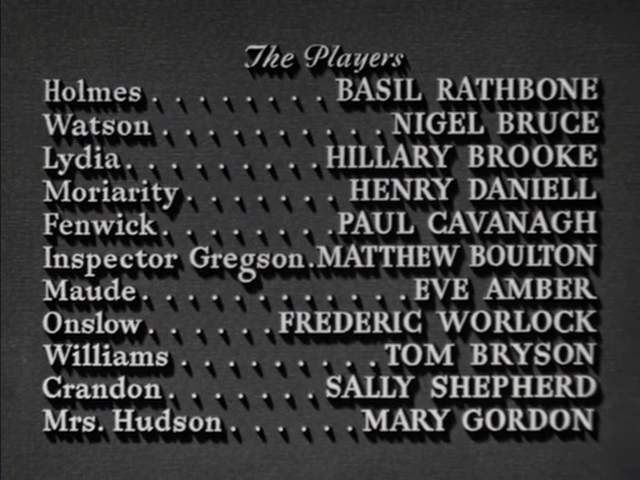 The Players
Holmes . . . . . . . . BASIL RATHBONE
Watson . . . . . . . . . . NIGEL BRUCE
Lydia . . . . . . . . . HILLARY BROOKE
Moriarity . . . . . . . HENRY DANIELL
Fenwick . . . . . . . . PAUL CAVANAGH
Inspector Gregson . MATTHEW BOULTON
Maude . . . . . . . . . . . . EVE AMBER
Onslow . . . . . . FREDERIC WORLOCK
Williams . . . . . . . . . TOM BRYSON
Crandon . . . . . . . SALLY SHEPHERD
Mrs. Hudson . . . . . . MARY GORDON